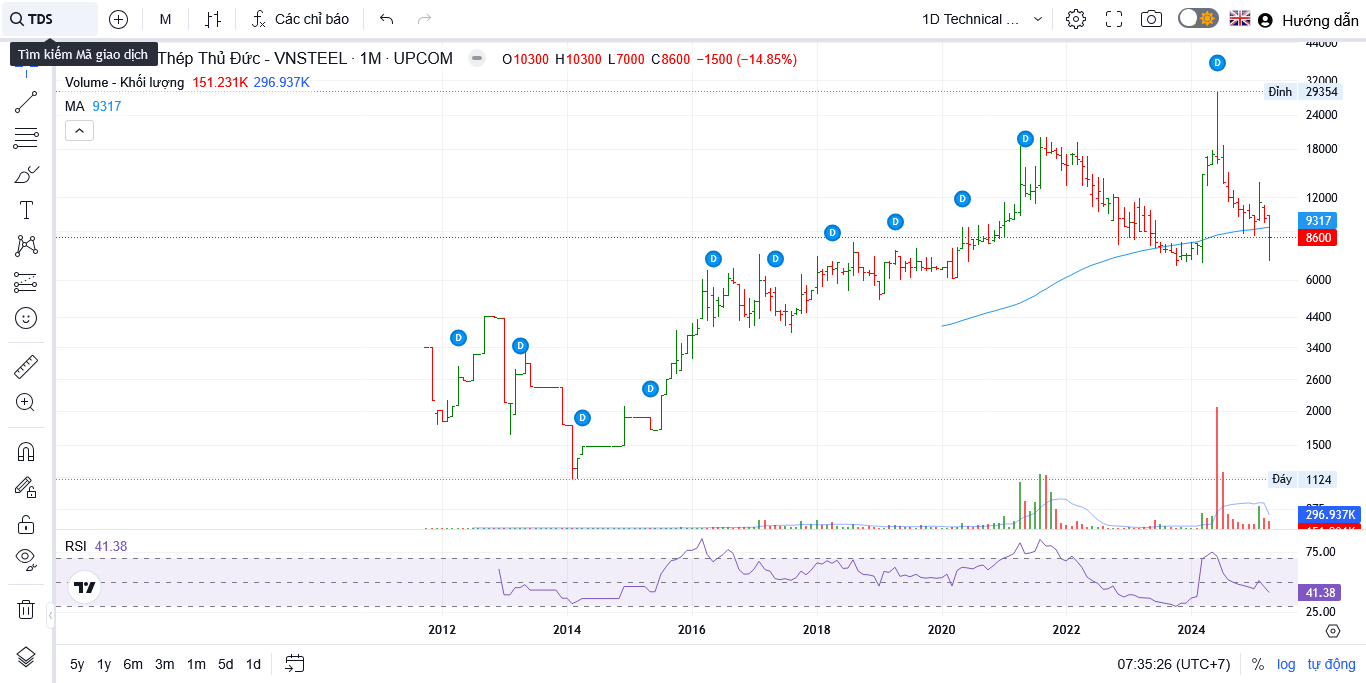 TDS
M
Các chỉ báo
1D Technical ...
Hướng dẫn
Tìm kiếm Mã giao dịch
Thép Thủ Đức - VNSTEEL · 1M · UPCOM
O10300 H10300 L7000 C8600 −1500 (−14.85%)
Volume - Khối lượng 151.231K 296.937K
MA 9317
D
D
D
D
D
D
D
D
D
D
D
44000
32000
Đỉnh 29354
24000
18000
12000
9317
8600
6000
4400
3400
2600
2000
1500
Đáy 1124
296.937K
RSI 41.38
75.00
41.38
25.00
2012 2014 2016 2018 2020 2022 2024
5y 1y 6m 3m 1m 5d 1d
07:35:26 (UTC+7) % log tự động